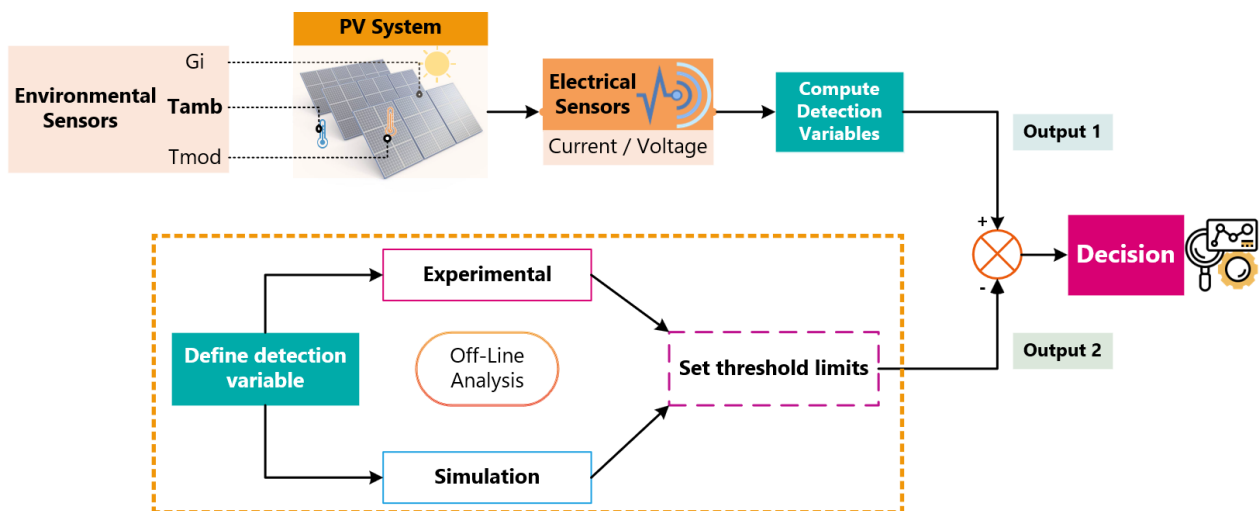 PV System
Environmental
Sensors
Gi
Tamb
Tmod
Electrical
Sensors
Current / Voltage
Compute
Detection
Variables
Output 1
+
-
Decision
Output 2
Experimental
Define detection
variable
Off-Line
Analysis
Set threshold limits
Simulation